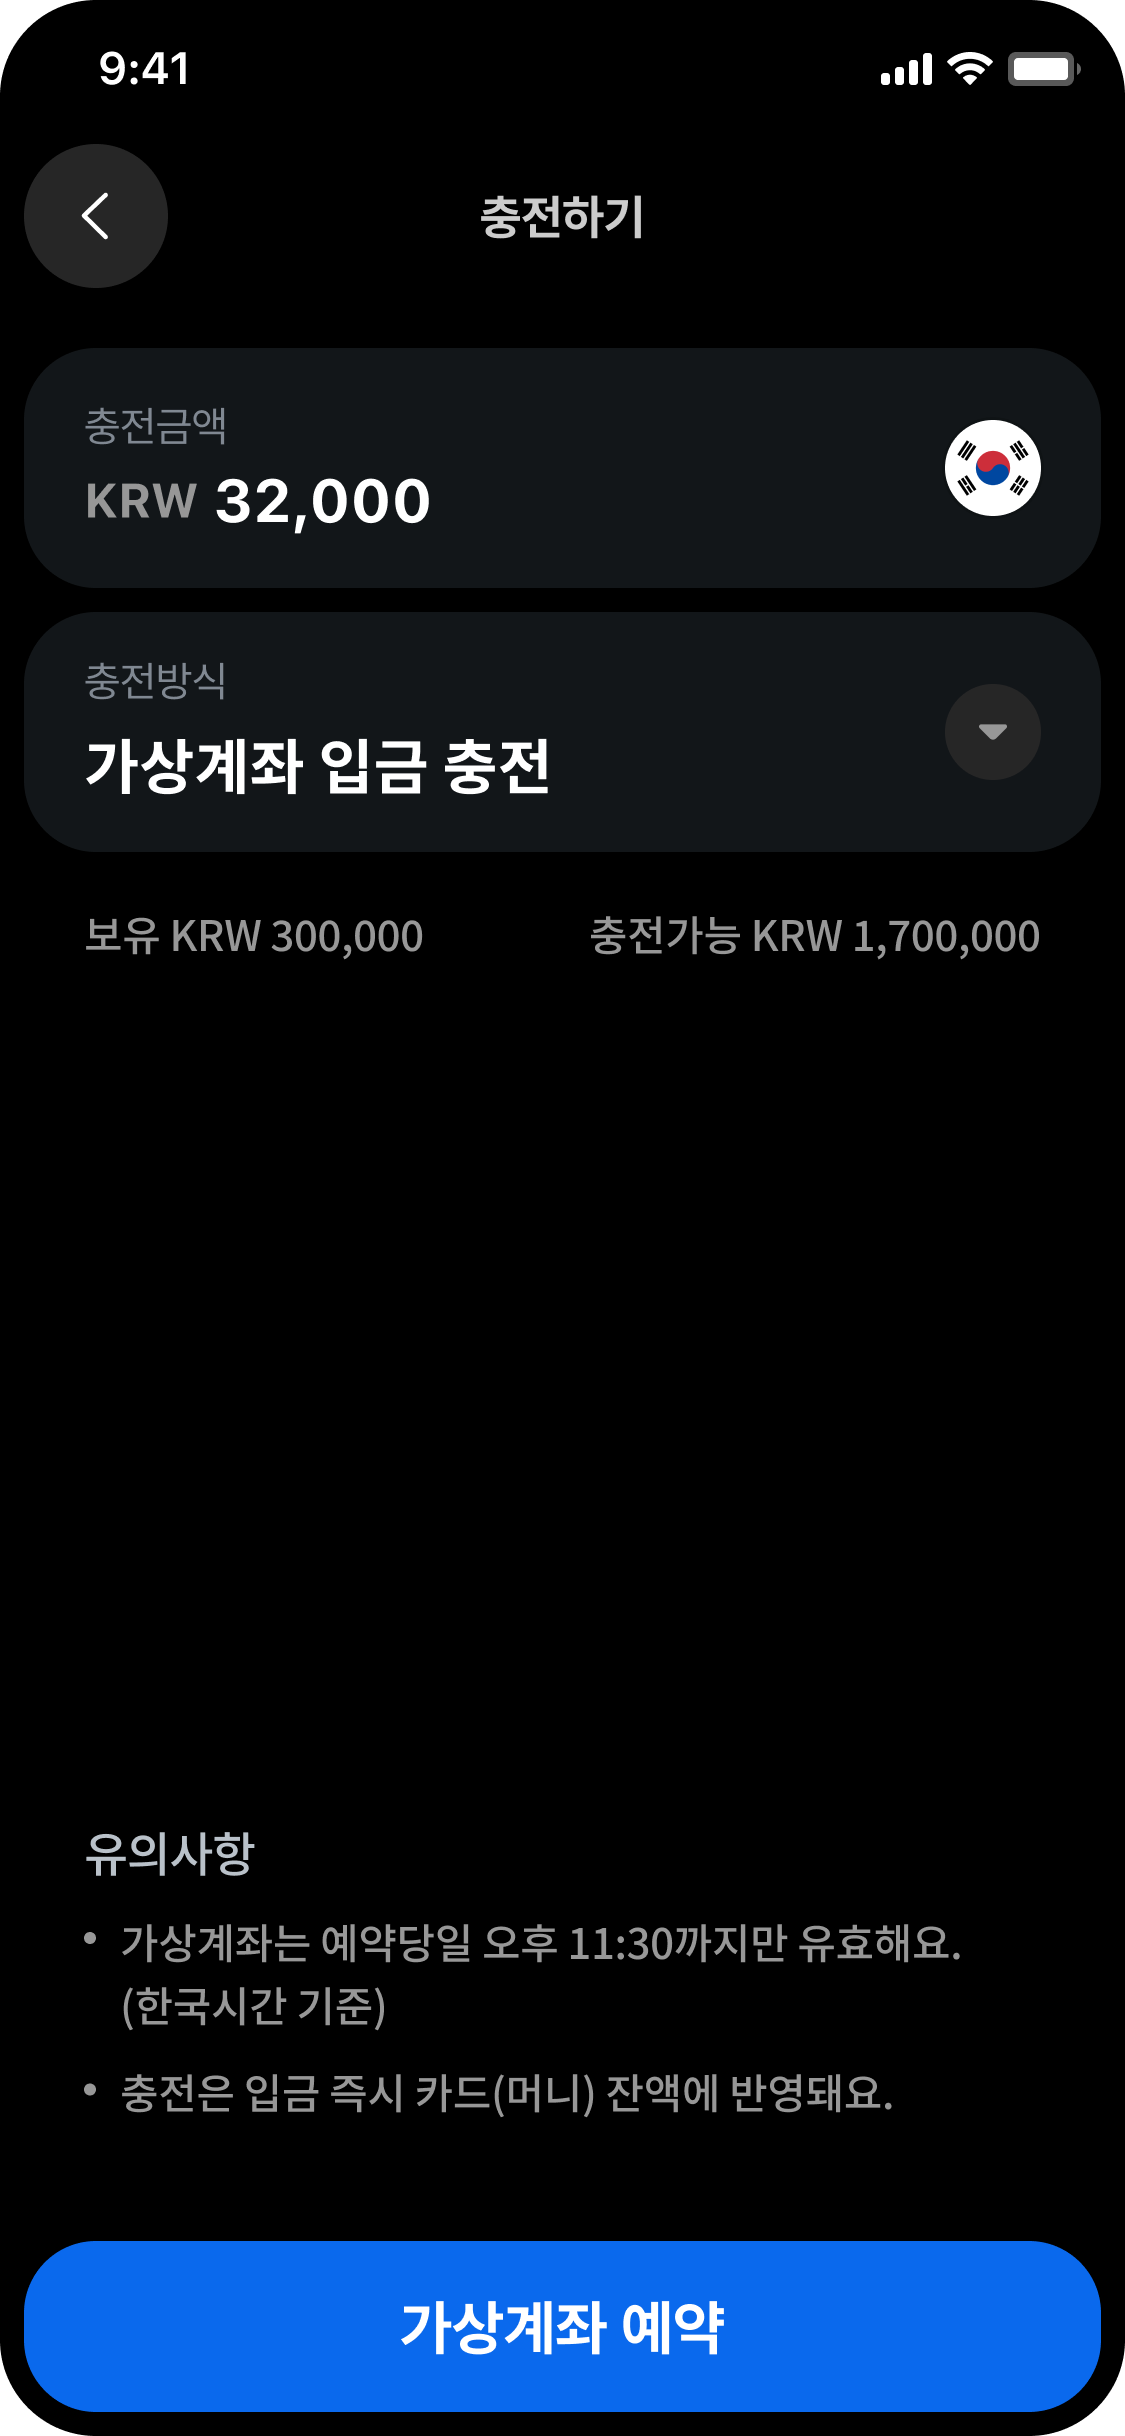 9:41
충전하기
충전금액
KRW 32,000
충전방식
가상계좌 입금 충전
보유 KRW 300,000
충전가능 KRW 1,700,000
유의사항
• 가상계좌는 예약당일 오후 11:30까지만 유효해요.
(한국시간 기준)
• 충전은 입금 즉시 카드(머니) 잔액에 반영돼요.
가상계좌 예약